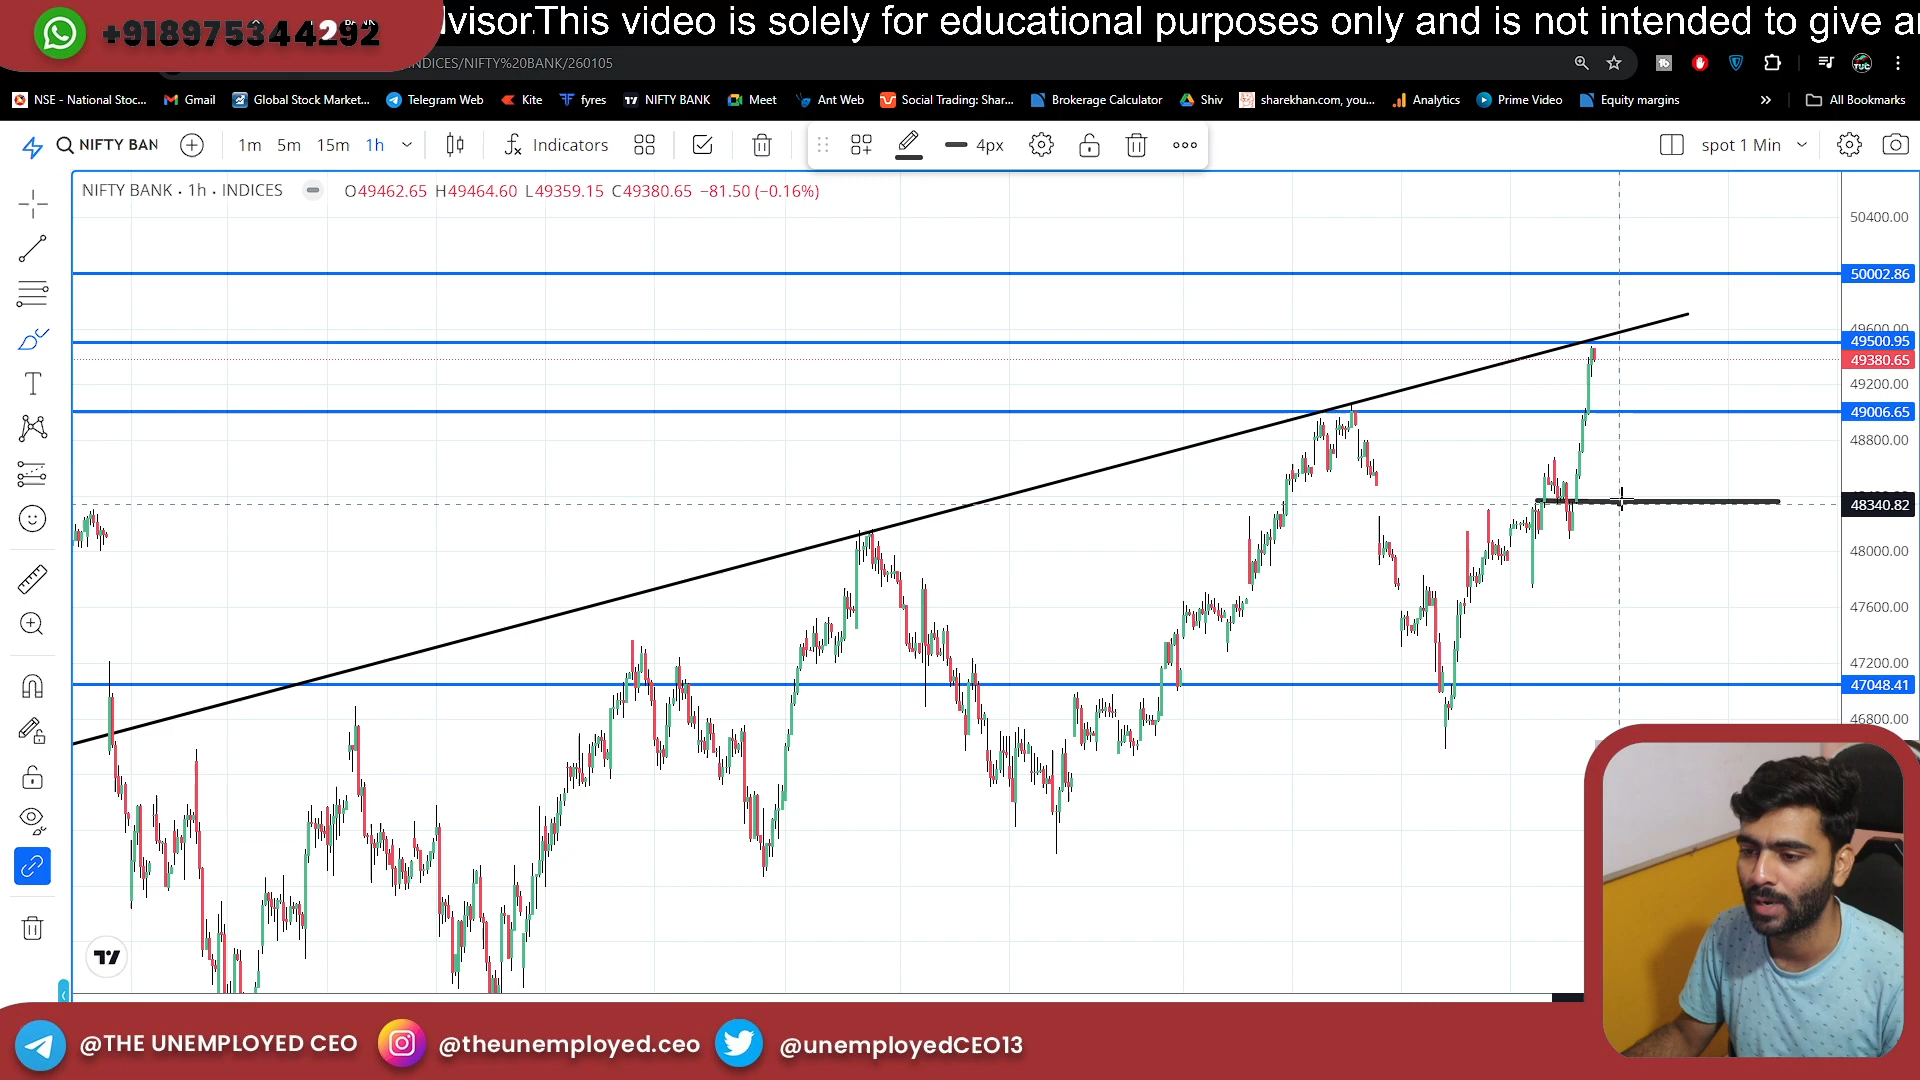 +918975344292
dvisor.This video is solely for educational purposes only and is not intended to give a
NDICES/NIFTY%20BANK/260105
NSE - National Stoc...
Gmail
Global Stock Market...
Telegram Web
Kite
fyres
NIFTY BANK
Meet
Ant Web
Social Trading: Shar...
Brokerage Calculator
Shiv
sharekhan.com, you...
Analytics
Prime Video
Equity margins
»
All Bookmarks
NIFTY BAN
1m 5m 15m 1h
Indicators
4px
spot 1 Min
NIFTY BANK · 1h · INDICES
O49462.65 H49464.60 L49359.15 C49380.65 −81.50 (−0.16%)
50400.00
50002.86
49600.00
49500.95
49380.65
49200.00
49006.65
48800.00
48340.82
48000.00
47600.00
47200.00
47048.41
46800.00
@THE UNEMPLOYED CEO
@theunemployed.ceo
@unemployedCEO13